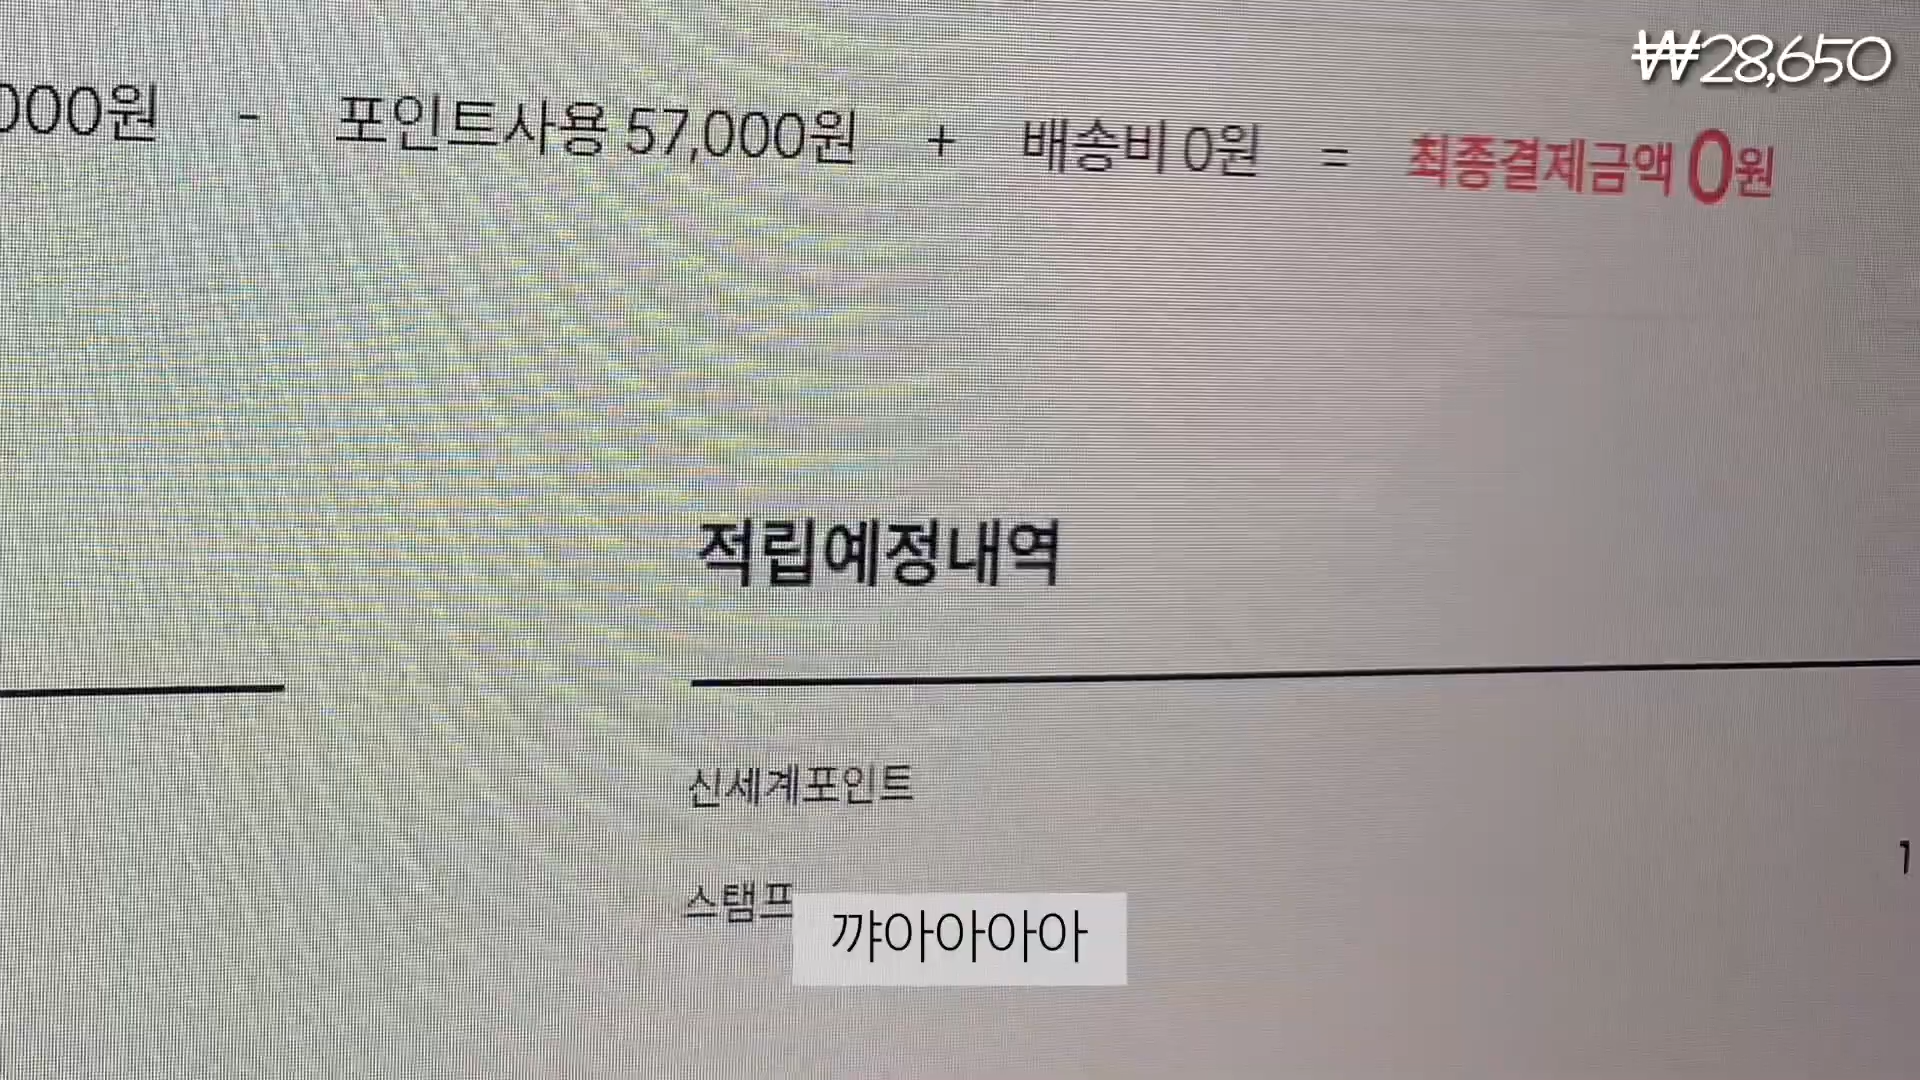 ₩28,650
000원 - 포인트사용 57,000원 + 배송비 0원 = 최종결제금액 0원
적립예정내역
신세계포인트
1
스탬프
꺄아아아아